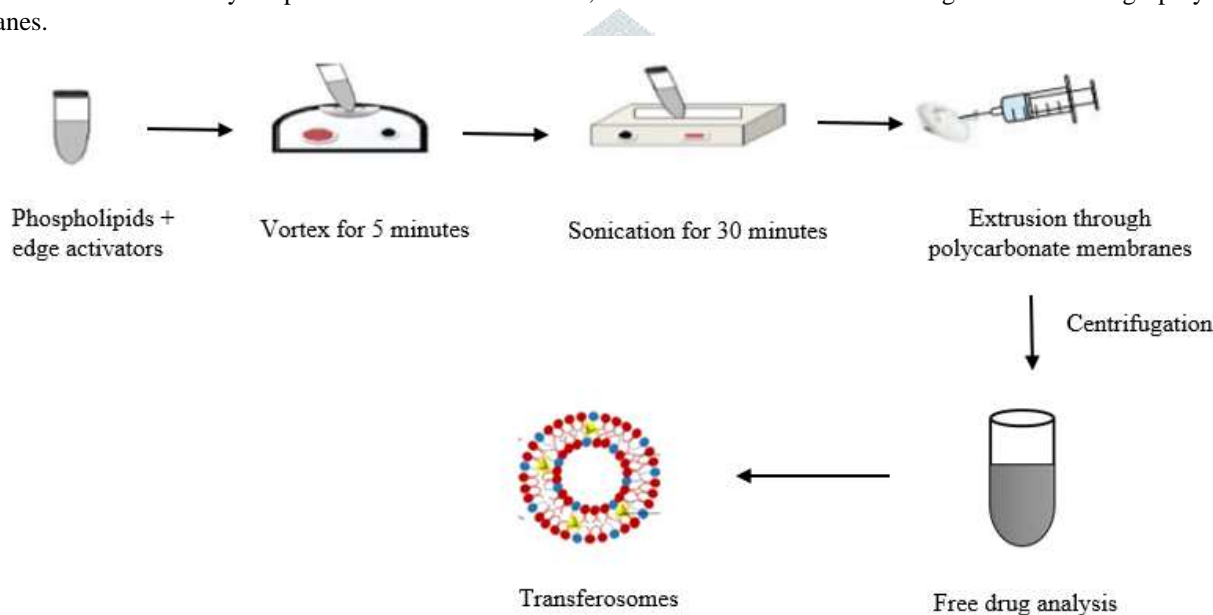 anes.
Phospholipids +
edge activators
Vortex for 5 minutes
Sonication for 30 minutes
Extrusion through
polycarbonate membranes
Centrifugation
Transferosomes
Free drug analysis